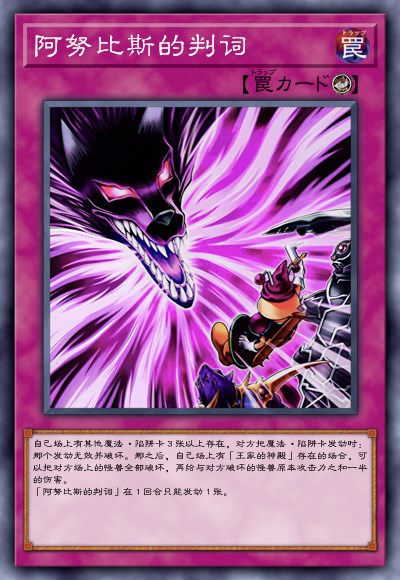 阿努比斯的判词
トラップ
罠
トラップ
【罠カード】
自己场上有其他魔法·陷阱卡3张以上存在，对方把魔法·陷阱卡发动时：
那个发动无效并破坏。那之后，自己场上有「王家的神殿」存在的场合，可
以把对方场上的怪兽全部破坏，再给与对方破坏的怪兽原本攻击力之和一半
的伤害。
「阿努比斯的判词」在1回合只能发动1张。